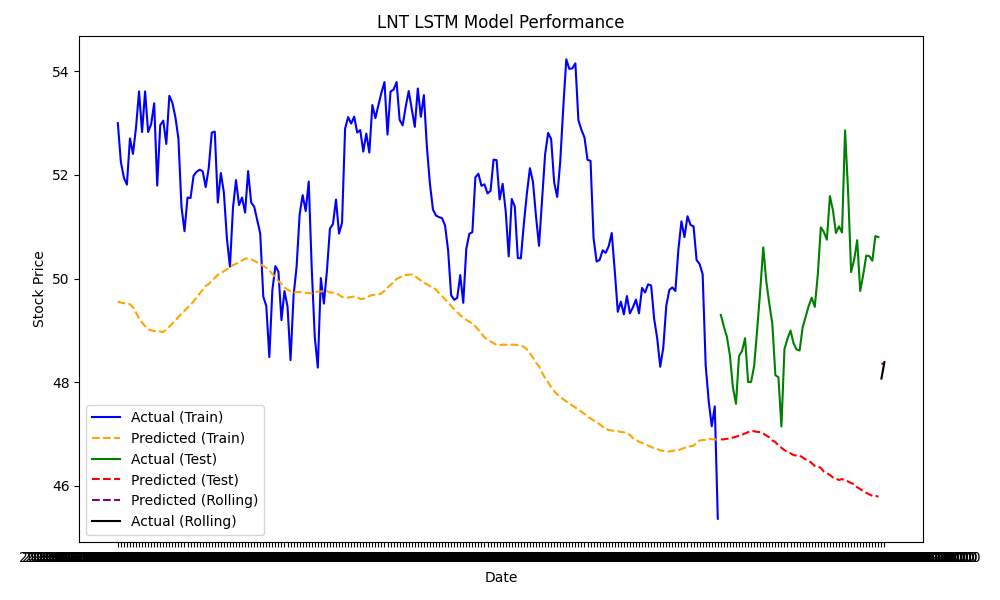 LNT LSTM Model Performance
54
52
50
48
46
Stock Price
Actual (Train)
Predicted (Train)
Actual (Test)
Predicted (Test)
Predicted (Rolling)
Actual (Rolling)
Date